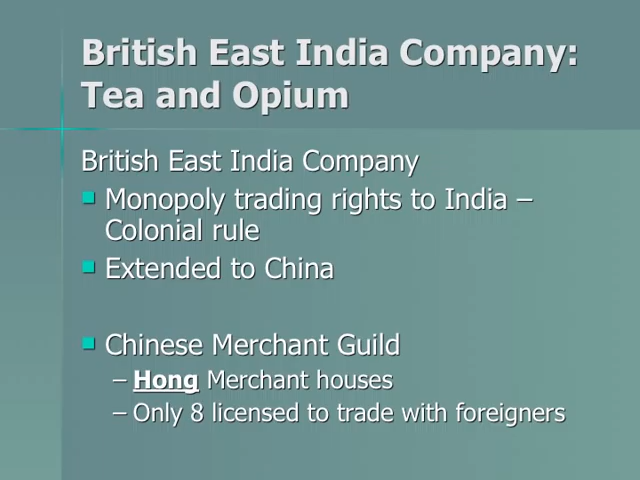 British East India Company:
Tea and Opium
British East India Company
Monopoly trading rights to India –
Colonial rule
Extended to China
Chinese Merchant Guild
– Hong Merchant houses
– Only 8 licensed to trade with foreigners